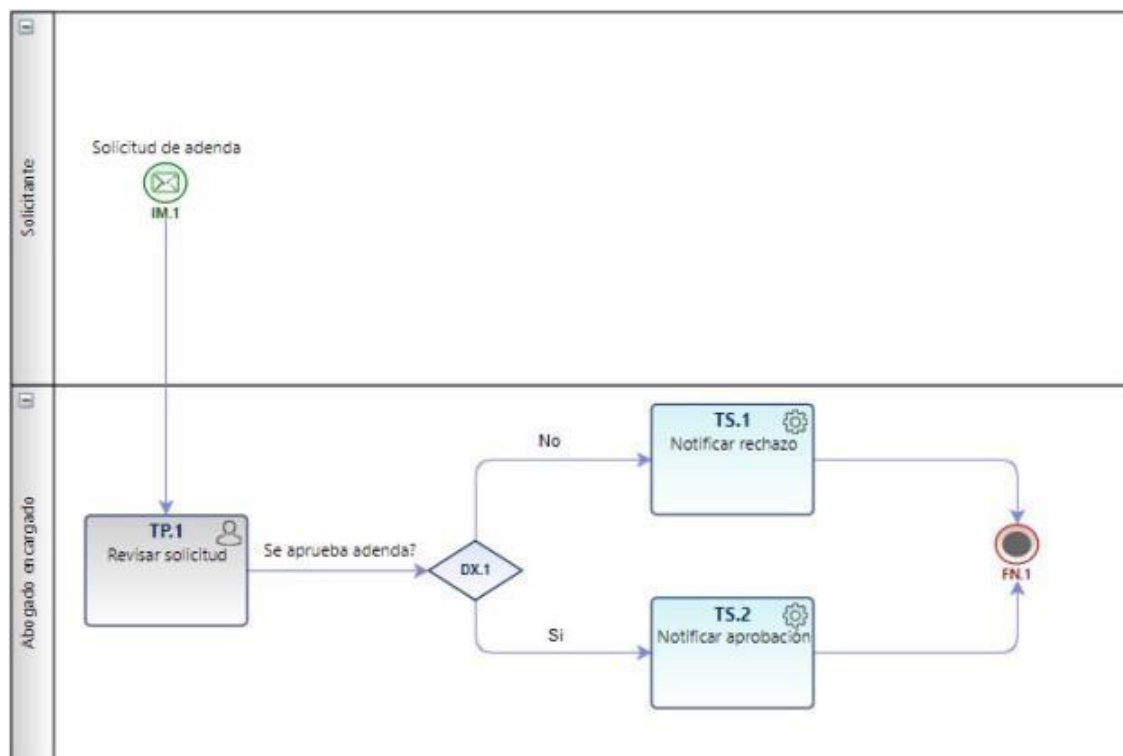 Solicitante
Solicitud de adenda
IM.1
Abogado encargado
TP.1
Revisar solicitud
Se aprueba adenda?
DX.1
No
TS.1
Notificar rechazo
Si
TS.2
Notificar aprobación
FN.1